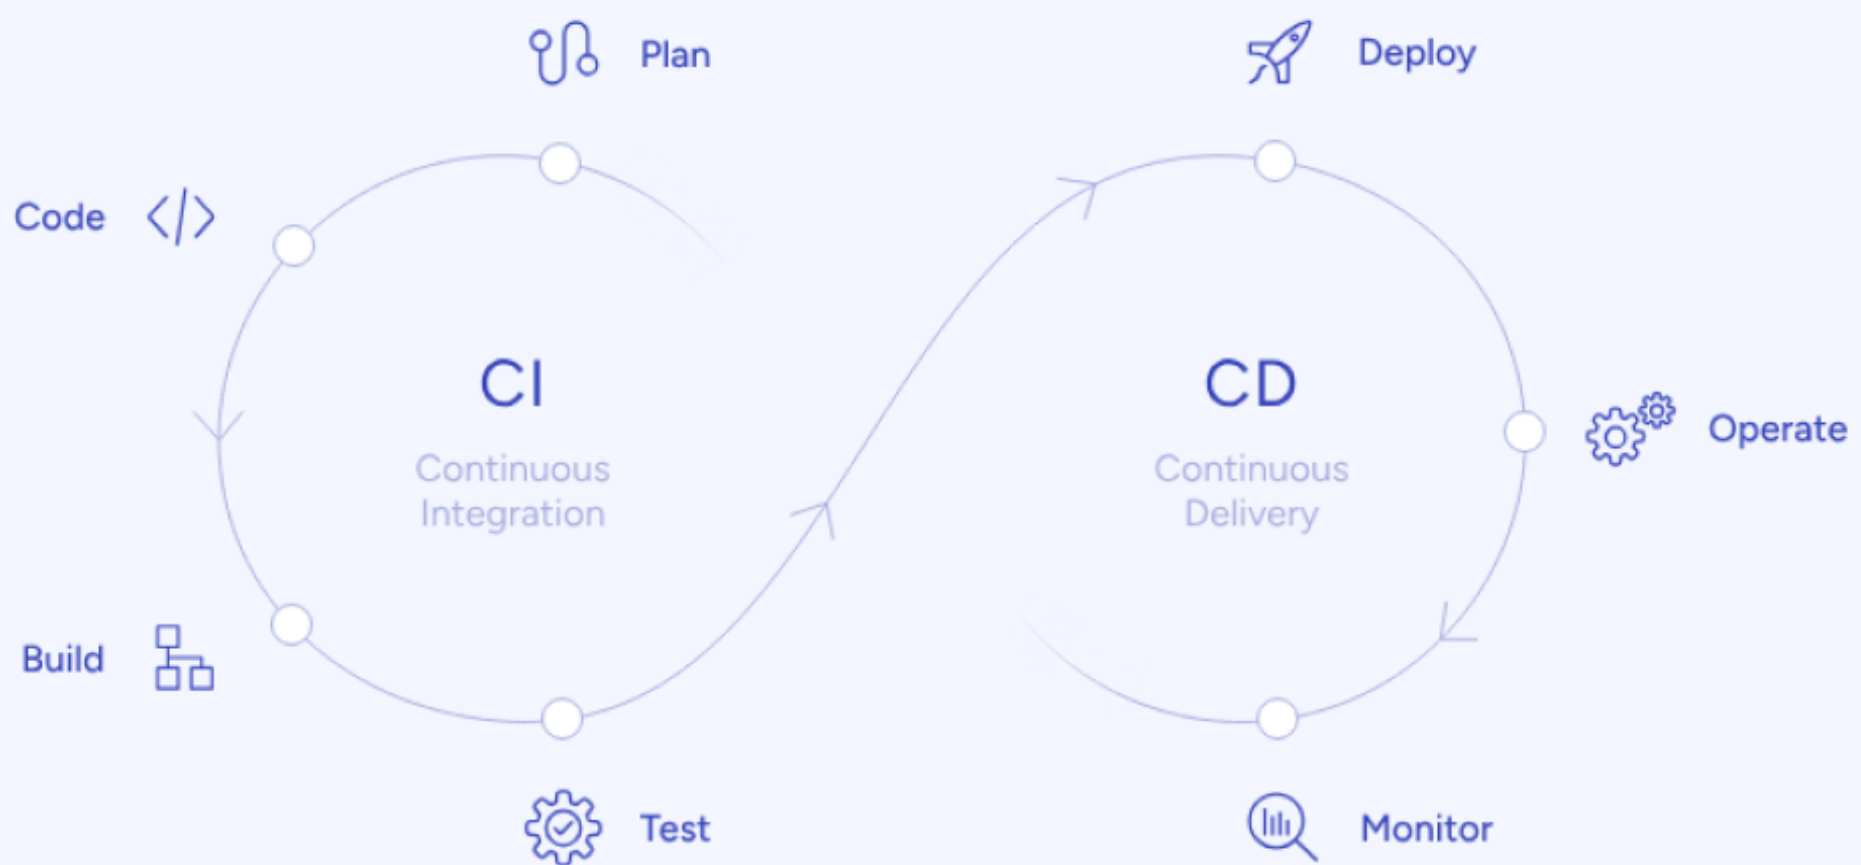 Plan
Deploy
Code
CI
Continuous
Integration
CD
Continuous
Delivery
Operate
Build
Test
Monitor